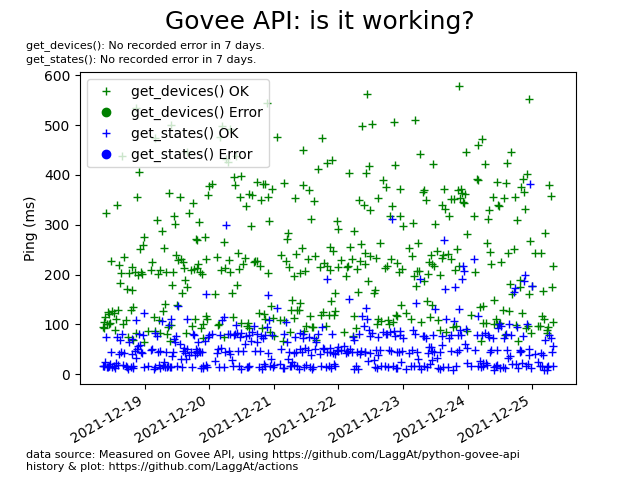 Govee API: is it working?
get_devices(): No recorded error in 7 days.
get_states(): No recorded error in 7 days.
get_devices() OK
get_devices() Error
get_states() OK
get_states() Error
Ping (ms)
600
500
400
300
200
100
0
2021-12-19
2021-12-20
2021-12-21
2021-12-22
2021-12-23
2021-12-24
2021-12-25
data source: Measured on Govee API, using https://github.com/LaggAt/python-govee-api
history & plot: https://github.com/LaggAt/actions